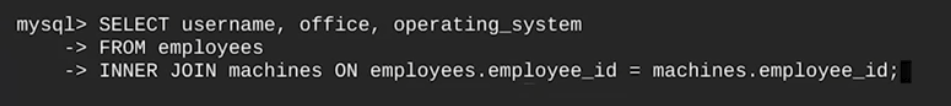 mysql> SELECT username, office, operating_system
-> FROM employees
-> INNER JOIN machines ON employees.employee_id = machines.employee_id;